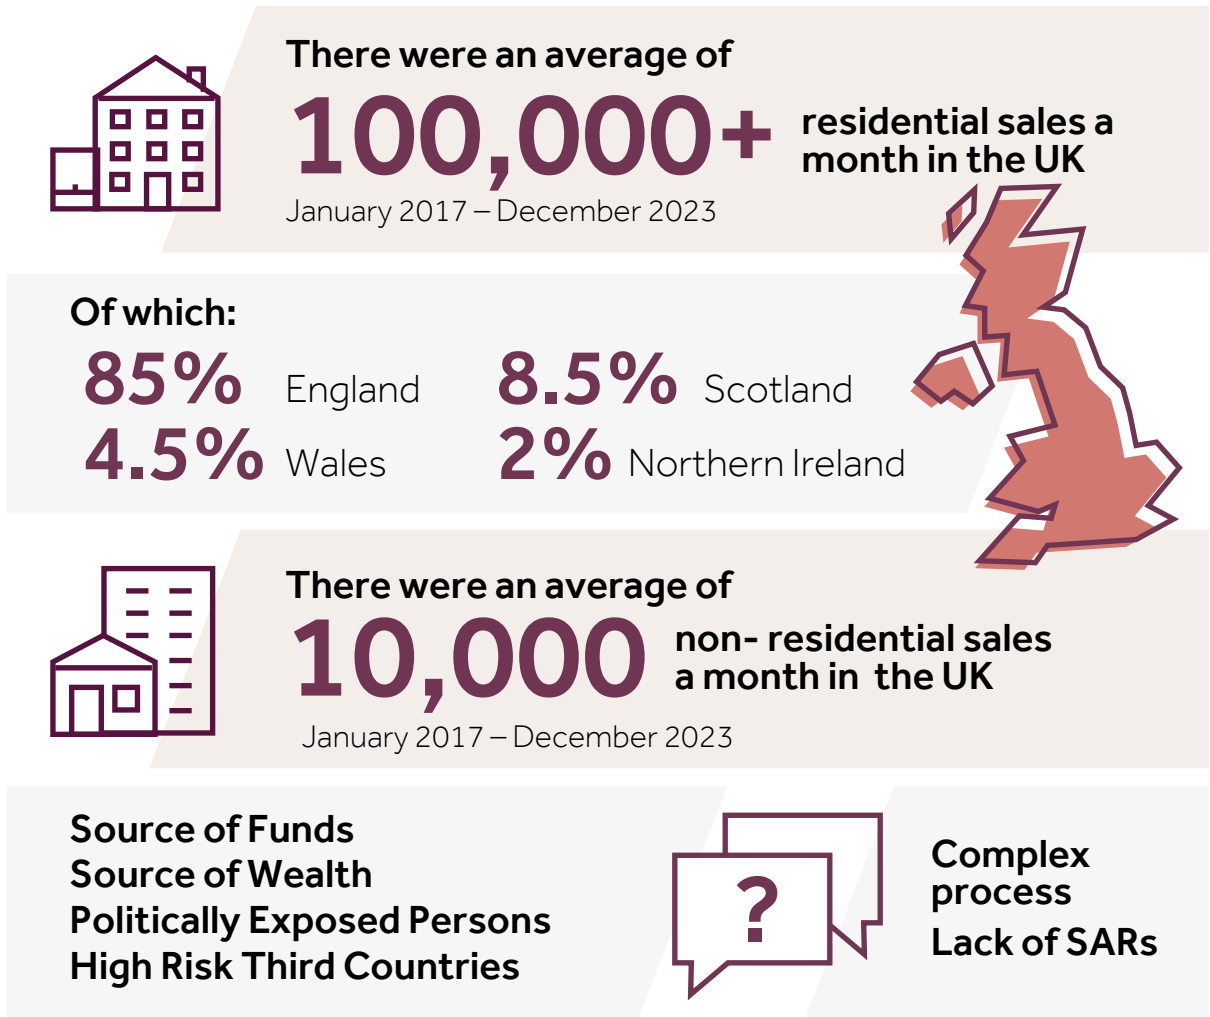 There were an average of
100,000+
residential sales a
month in the UK
January 2017 – December 2023
Of which:
85% England
8.5% Scotland
4.5% Wales
2% Northern Ireland
There were an average of
10,000
non- residential sales
a month in the UK
January 2017 – December 2023
Source of Funds
Source of Wealth
Politically Exposed Persons
High Risk Third Countries
?
Complex
process
Lack of SARs